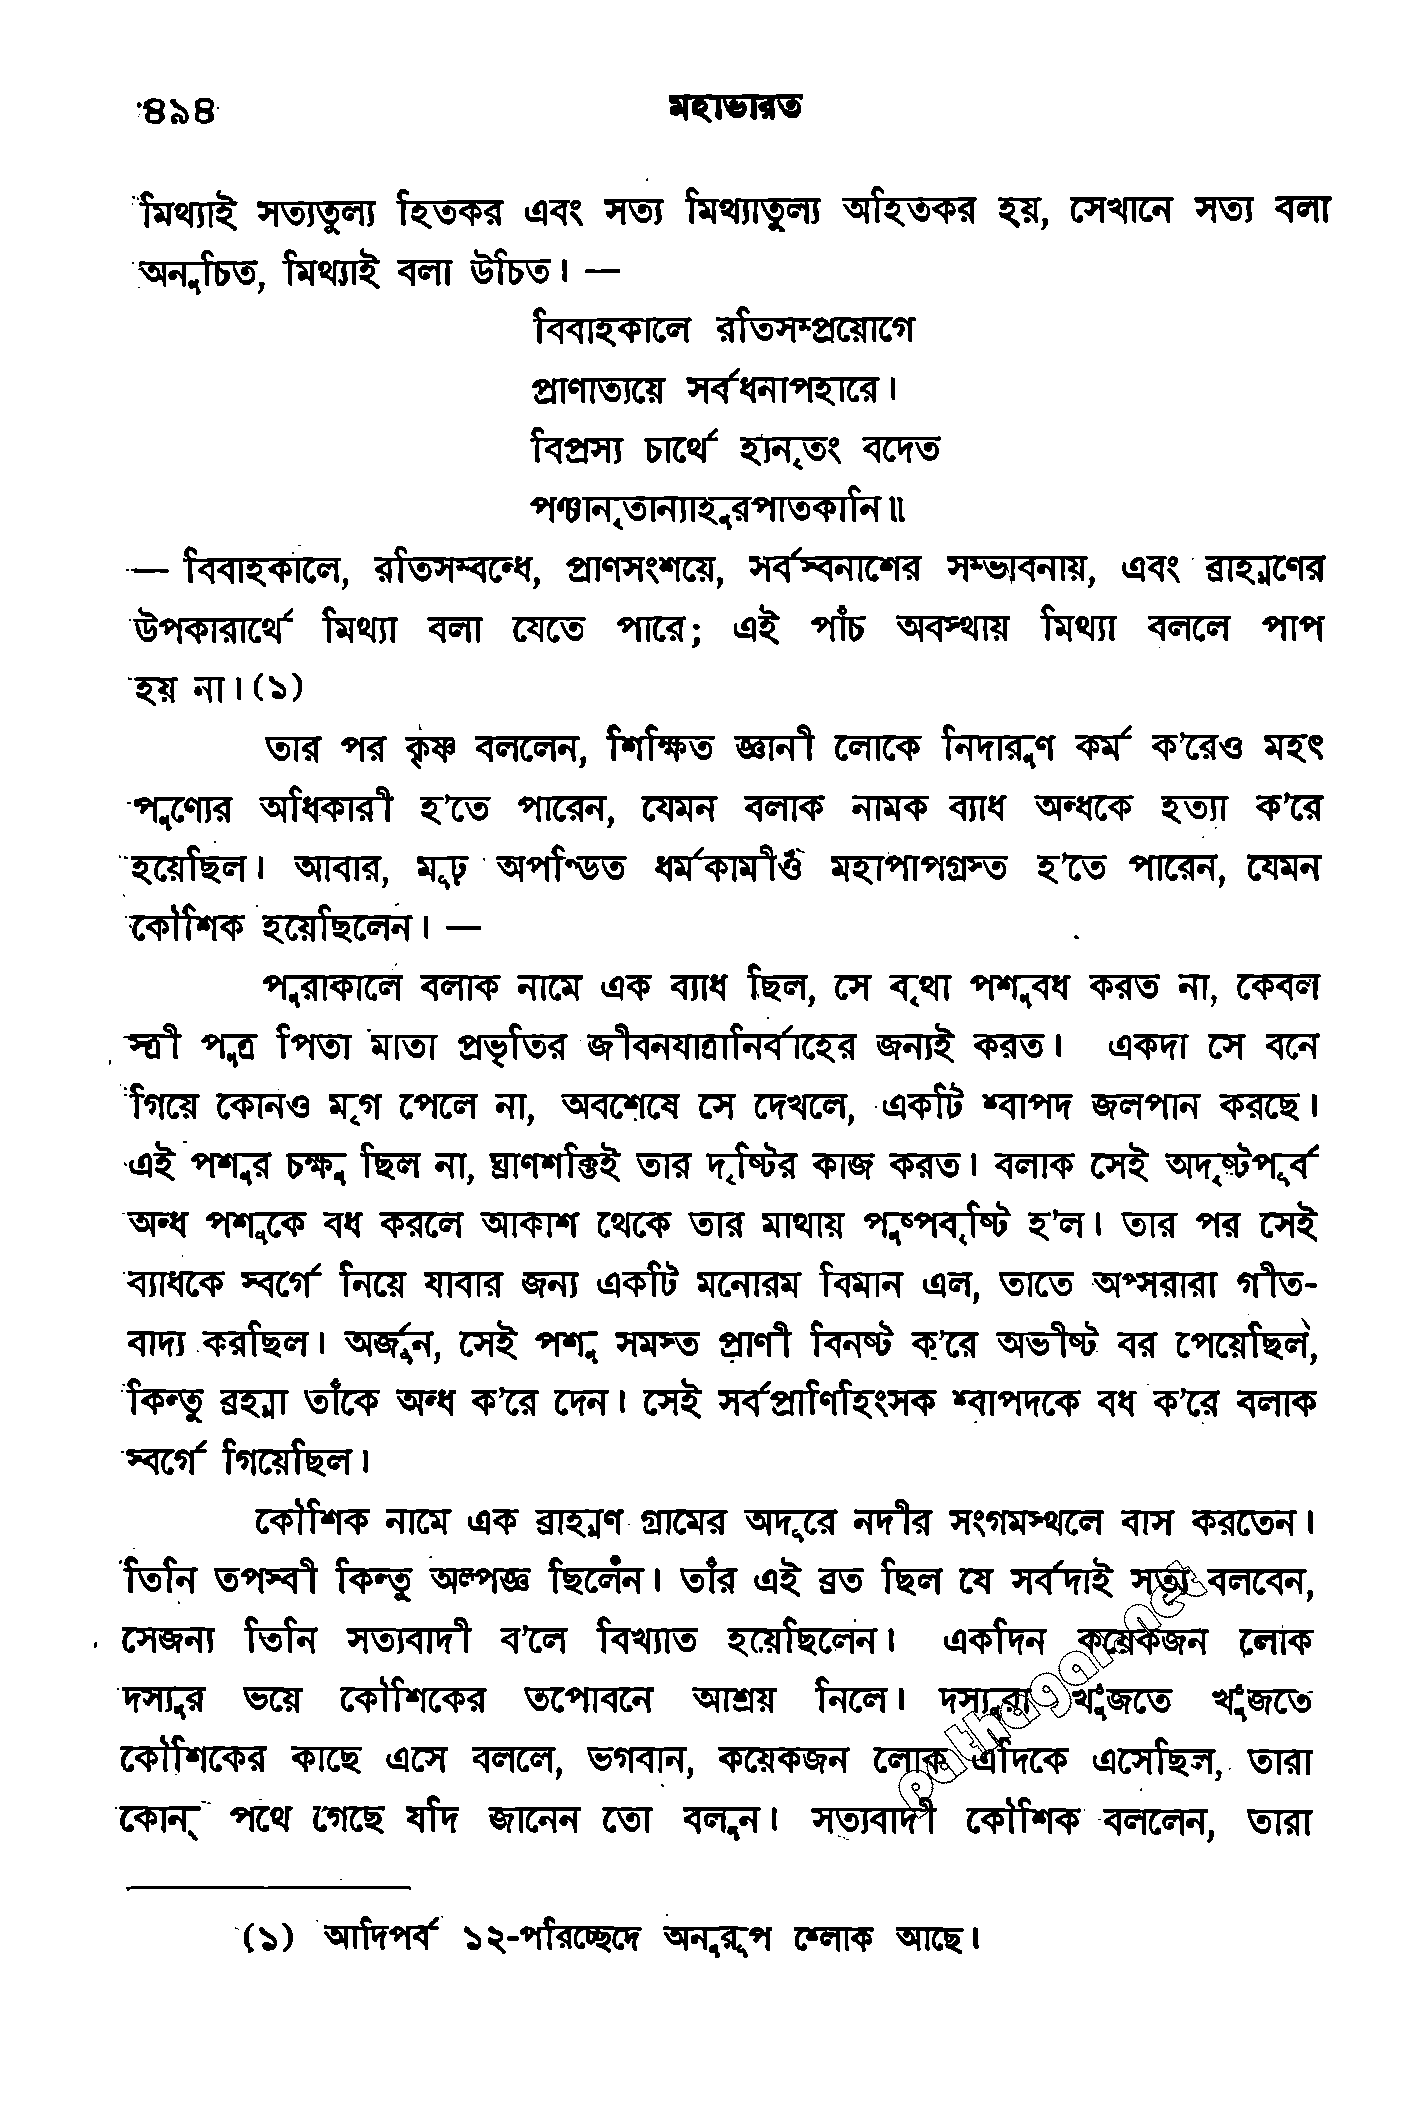 ৪৯৪ মহাভারত
মিথ্যাই সত্যতুল্য হিতকর এবং সত্য মিথ্যাতুল্য অহিতকর হয়, সেখানে সত্য বলা
অনুচিত, মিথ্যাই বলা উচিত। —
বিবাহকালে রতিসম্প্রয়োগে
প্রাণাত্যয়ে সর্বধনাপহারে।
বিপ্রস্য চার্থে হ্যনৃতং বদেত
পঞ্চানৃতান্যাহুরপাতকানি॥
— বিবাহকালে, রতিসম্বন্ধে, প্রাণসংশয়ে, সর্বস্বনাশের সম্ভাবনায়, এবং ব্রাহ্মণের
উপকারার্থে মিথ্যা বলা যেতে পারে; এই পাঁচ অবস্থায় মিথ্যা বললে পাপ
হয় না। (১)
তার পর কৃষ্ণ বললেন, শিক্ষিত জ্ঞানী লোকে নিদারুণ কর্ম ক’রেও মহৎ
পুণ্যের অধিকারী হ’তে পারেন, যেমন বলাক নামক ব্যাধ অন্ধকে হত্যা ক’রে
হয়েছিল। আবার, মূঢ় অপণ্ডিত ধর্মকামীও মহাপাপগ্রস্ত হ’তে পারেন, যেমন
কৌশিক হয়েছিলেন। —
পুরাকালে বলাক নামে এক ব্যাধ ছিল, সে বৃথা পশুবধ করত না, কেবল
স্ত্রী পুত্র পিতা মাতা প্রভৃতির জীবনযাত্রানির্বাহের জন্যই করত। একদা সে বনে
গিয়ে কোনও মৃগ পেলে না, অবশেষে সে দেখলে, একটি শ্বাপদ জলপান করছে।
এই পশুর চক্ষু ছিল না, ঘ্রাণশক্তিই তার দৃষ্টির কাজ করত। বলাক সেই অদৃষ্টপূর্ব
অন্ধ পশুকে বধ করলে আকাশ থেকে তার মাথায় পুষ্পবৃষ্টি হ’ল। তার পর সেই
ব্যাধকে স্বর্গে নিয়ে যাবার জন্য একটি মনোরম বিমান এল, তাতে অপ্সরারা গীত-
বাদ্য করছিল। অর্জুন, সেই পশু সমস্ত প্রাণী বিনষ্ট ক’রে অভীষ্ট বর পেয়েছিল,
কিন্তু ব্রহ্মা তাঁকে অন্ধ ক’রে দেন। সেই সর্বপ্রাণিহিংসক শ্বাপদকে বধ ক’রে বলাক
স্বর্গে গিয়েছিল।
কৌশিক নামে এক ব্রাহ্মণ গ্রামের অদূরে নদীর সংগমস্থলে বাস করতেন।
তিনি তপস্বী কিন্তু অল্পজ্ঞ ছিলেন। তাঁর এই ব্রত ছিল যে সর্বদাই সত্য বলবেন,
সেজন্য তিনি সত্যবাদী ব’লে বিখ্যাত হয়েছিলেন। একদিন কয়েকজন লোক
দস্যুর ভয়ে কৌশিকের তপোবনে আশ্রয় নিলে। দস্যুরা খুঁজতে খুঁজতে
কৌশিকের কাছে এসে বললে, ভগবান, কয়েকজন লোক এদিকে এসেছিল, তারা
কোন্ পথে গেছে যদি জানেন তো বলুন। সত্যবাদী কৌশিক বললেন, তারা
(১) আদিপর্ব ১২-পরিচ্ছেদে অনুরূপ শ্লোক আছে।
pathagar.net